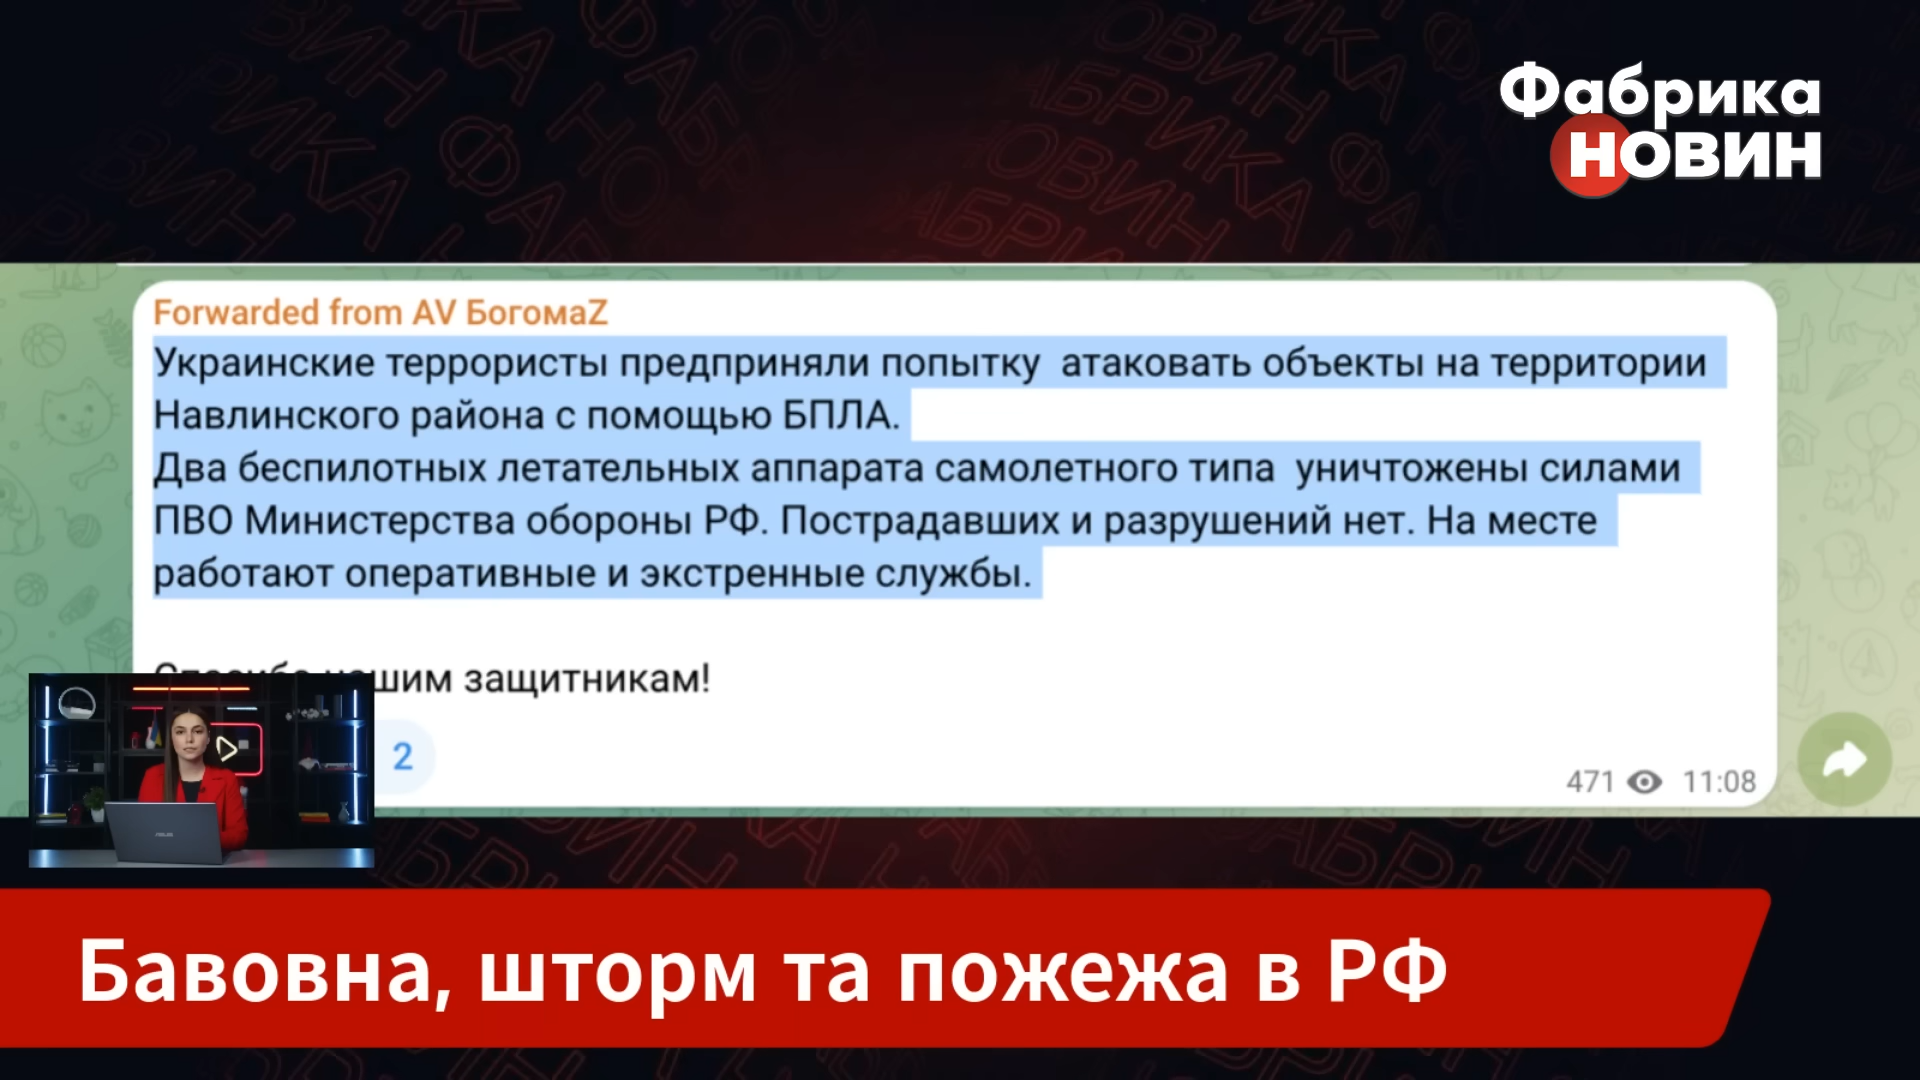 Фабрика
новин
Forwarded from AV БогомаZ
Украинские террористы предприняли попытку атаковать объекты на территории
Навлинского района с помощью БПЛА.
Два беспилотных летательных аппарата самолетного типа уничтожены силами
ПВО Министерства обороны РФ. Пострадавших и разрушений нет. На месте
работают оперативные и экстренные службы.
защитникам!
2
471 11:08
Бавовна, шторм та пожежа в РФ